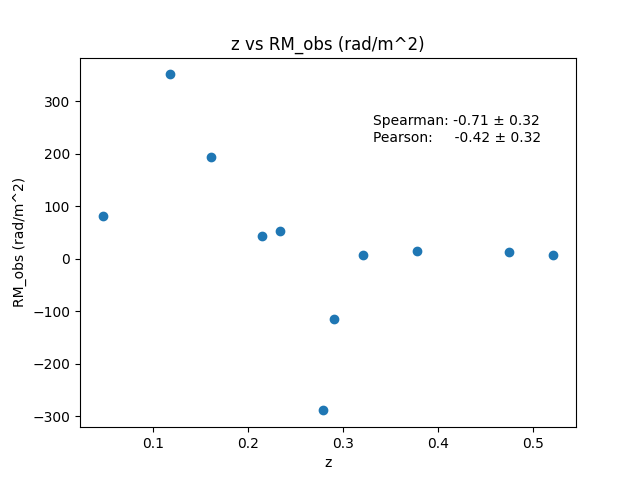 z vs RM_obs (rad/m^2)
Spearman: -0.71 ± 0.32
Pearson:     -0.42 ± 0.32
RM_obs (rad/m^2)
300
200
100
0
−100
−200
−300
0.1
0.2
0.3
0.4
0.5
z